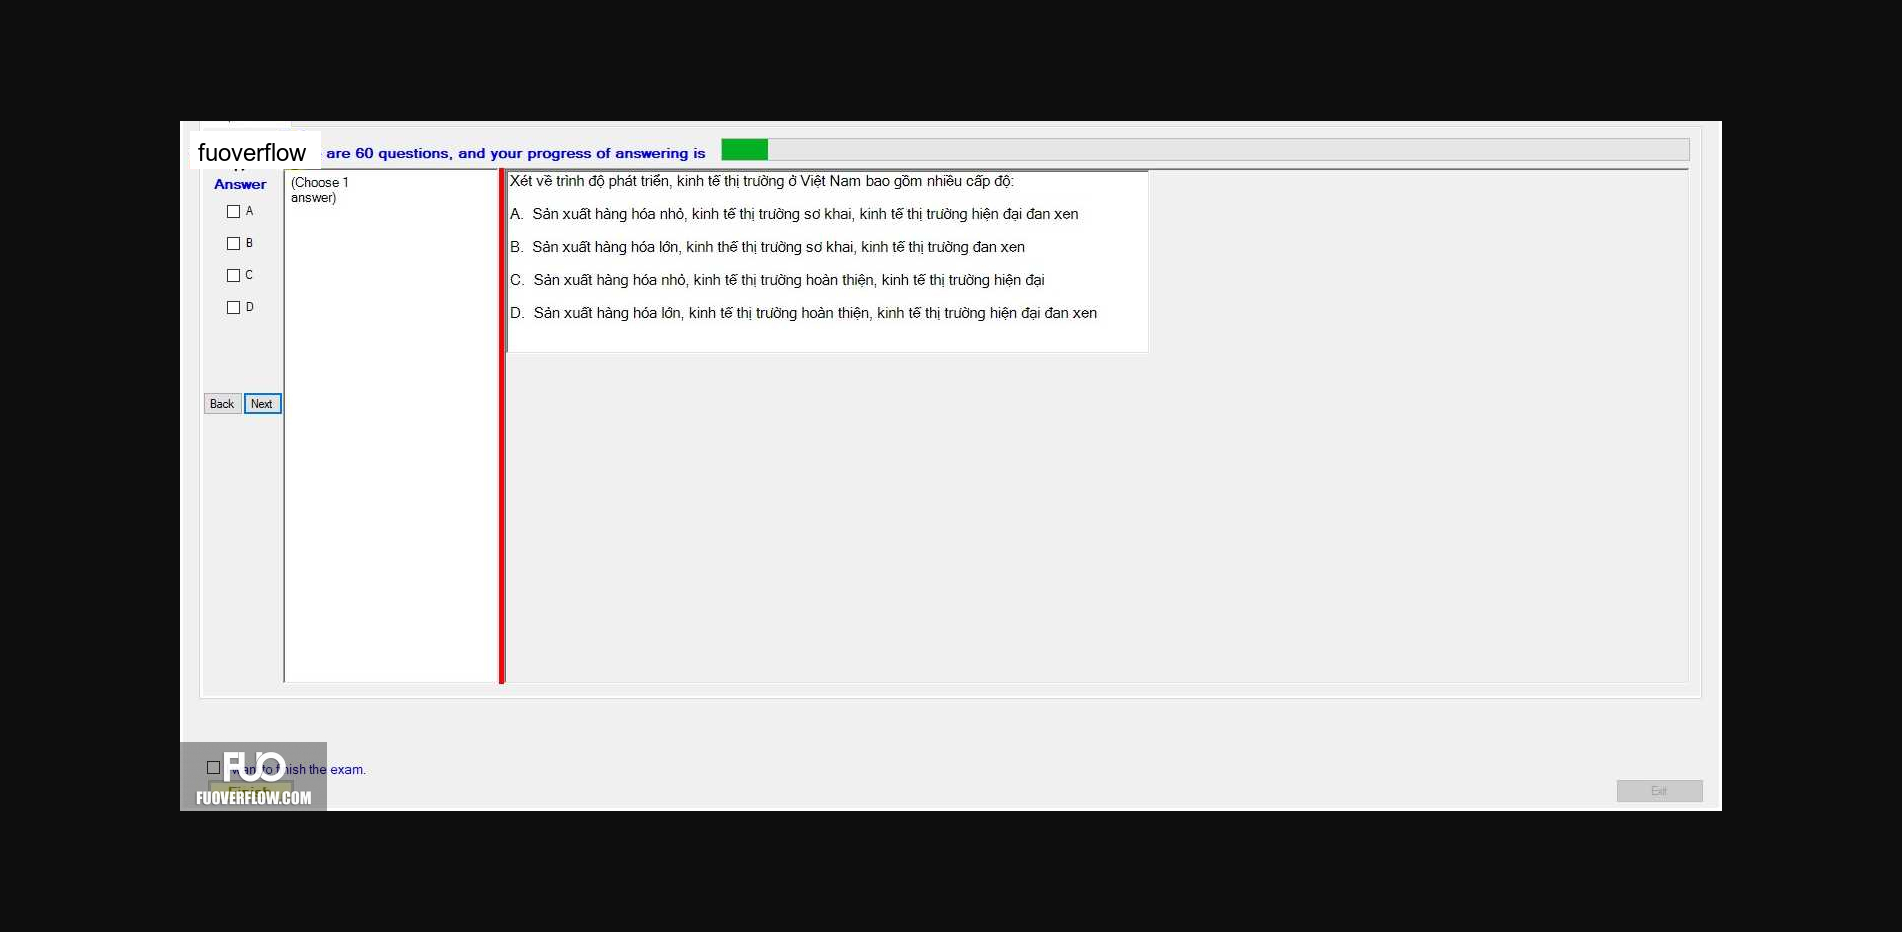 fuoverflow
are 60 questions, and your progress of answering is
Answer
(Choose 1
answer)
A
B
C
D
Back
Next
Xét về trình độ phát triển, kinh tế thị trường ở Việt Nam bao gồm nhiều cấp độ:
A. Sản xuất hàng hóa nhỏ, kinh tế thị trường sơ khai, kinh tế thị trường hiện đại đan xen
B. Sản xuất hàng hóa lớn, kinh thế thị trường sơ khai, kinh tế thị trường đan xen
C. Sản xuất hàng hóa nhỏ, kinh tế thị trường hoàn thiện, kinh tế thị trường hiện đại
D. Sản xuất hàng hóa lớn, kinh tế thị trường hoàn thiện, kinh tế thị trường hiện đại đan xen
FUO
want to finish the exam.
Finish
FUOVERFLOW.COM
Exit